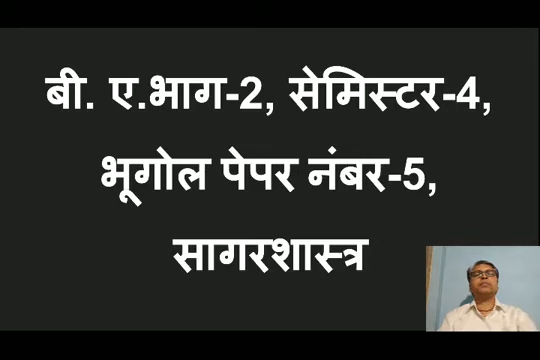 बी. ए.भाग-2, सेमिस्टर-4,
भूगोल पेपर नंबर-5,
सागरशास्त्र